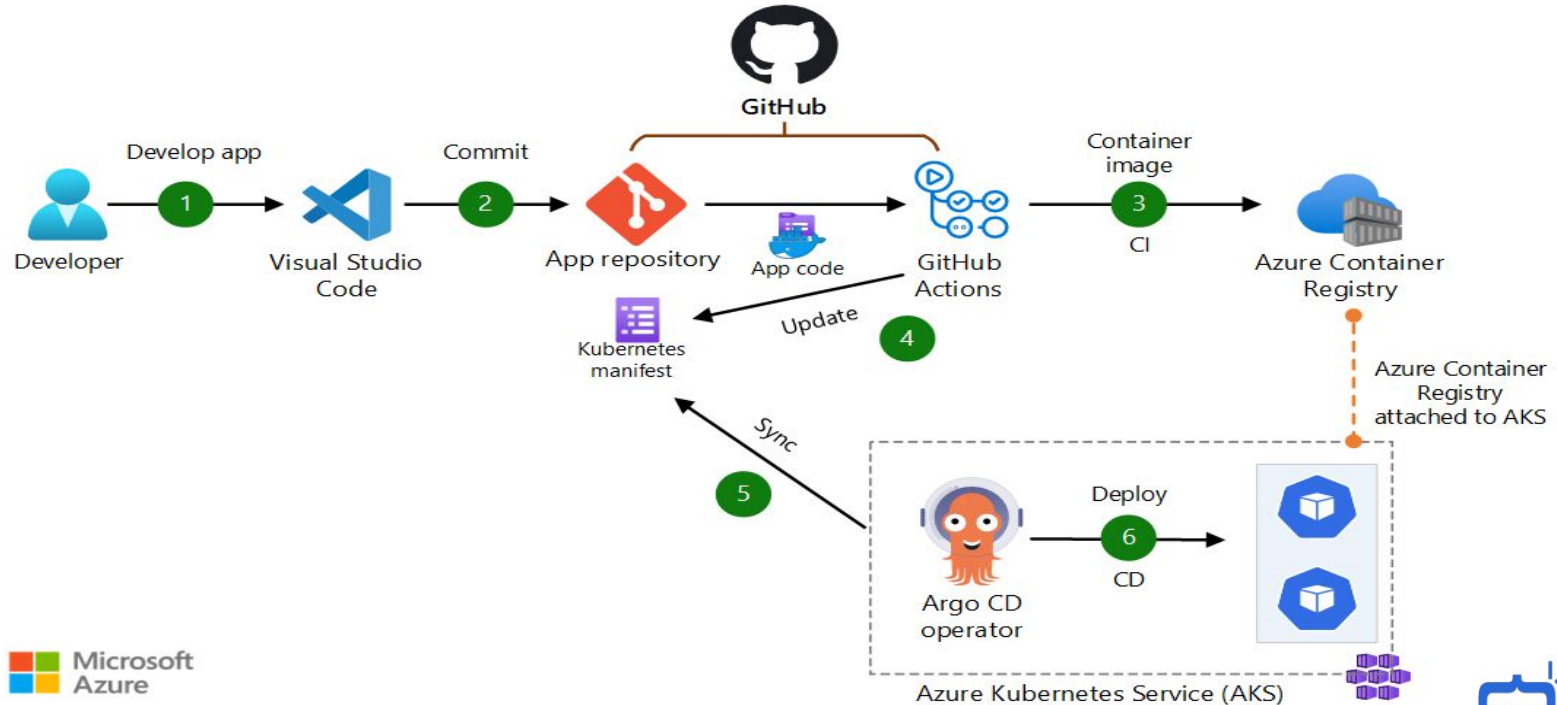 GitHub
Develop app
1
Commit
2
Container
image
3
CI
Developer
Visual Studio
Code
App repository
App code
GitHub
Actions
Azure Container
Registry
Update
4
Kubernetes
manifest
Azure Container
Registry
attached to AKS
Sync
5
Deploy
6
CD
Argo CD
operator
Microsoft
Azure
Azure Kubernetes Service (AKS)